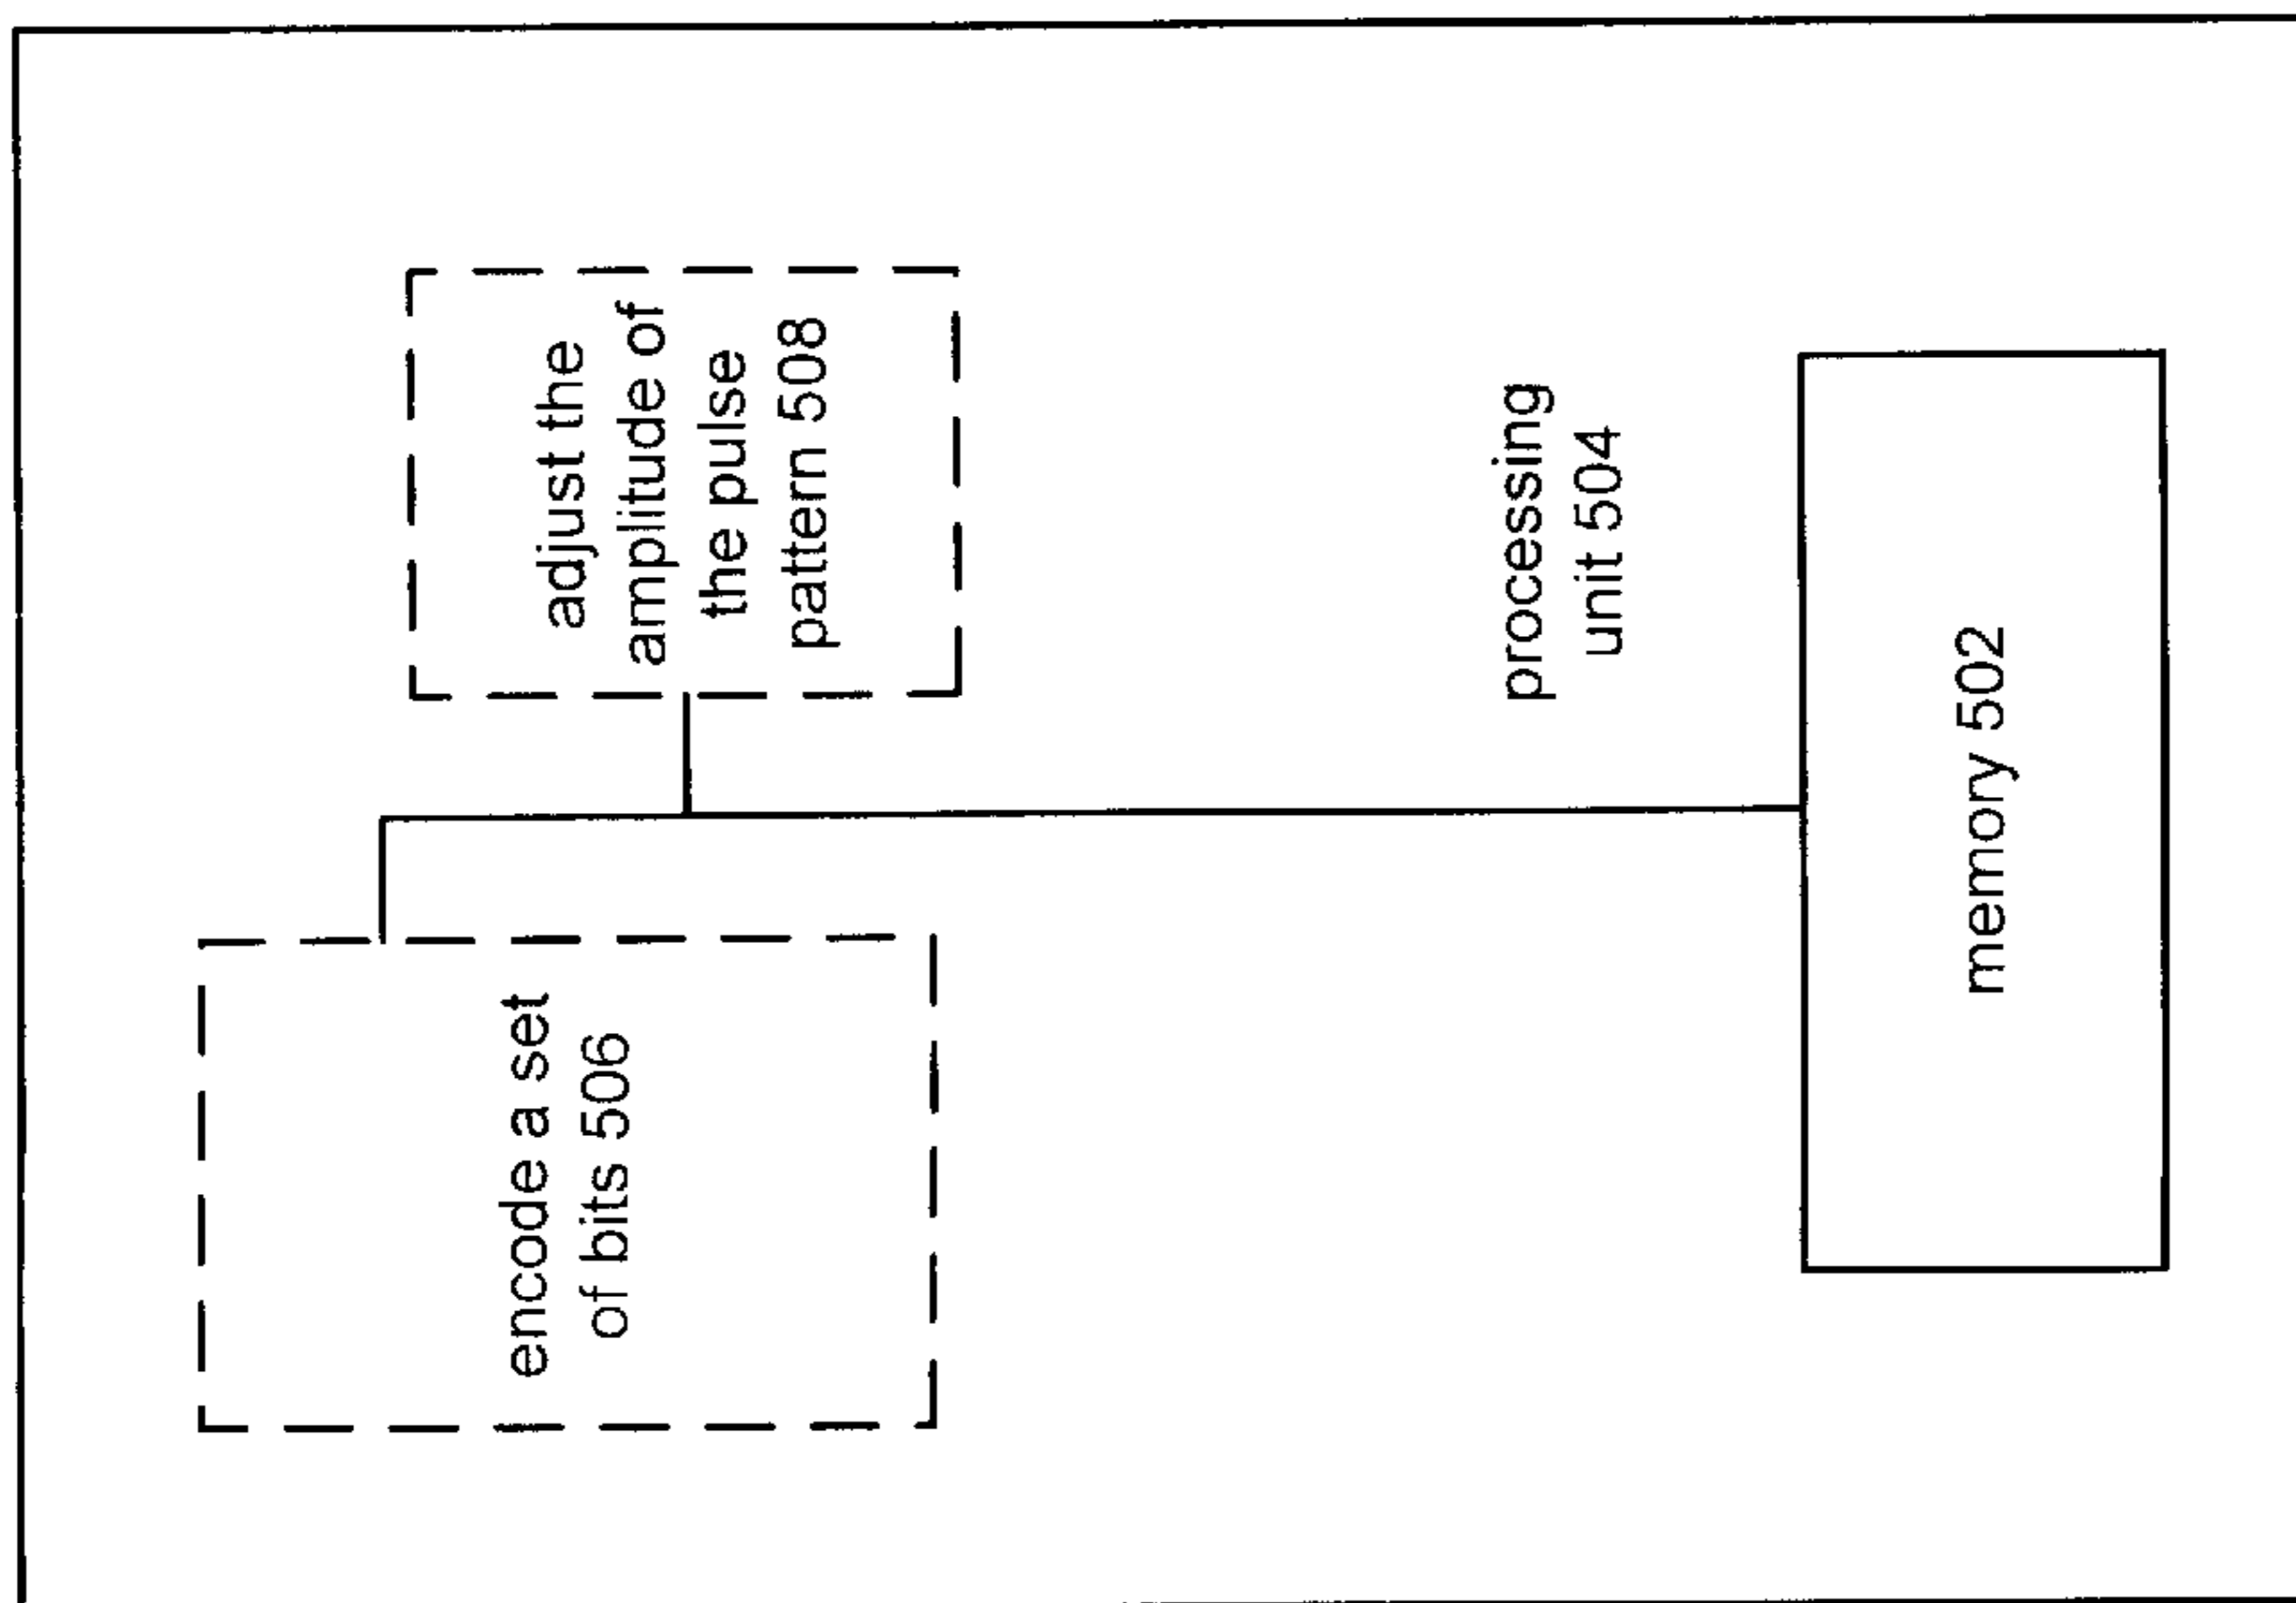 encode a set
of bits 506
adjust the
amplitude of
the pulse
pattern 508
processing
unit 504
memory 502